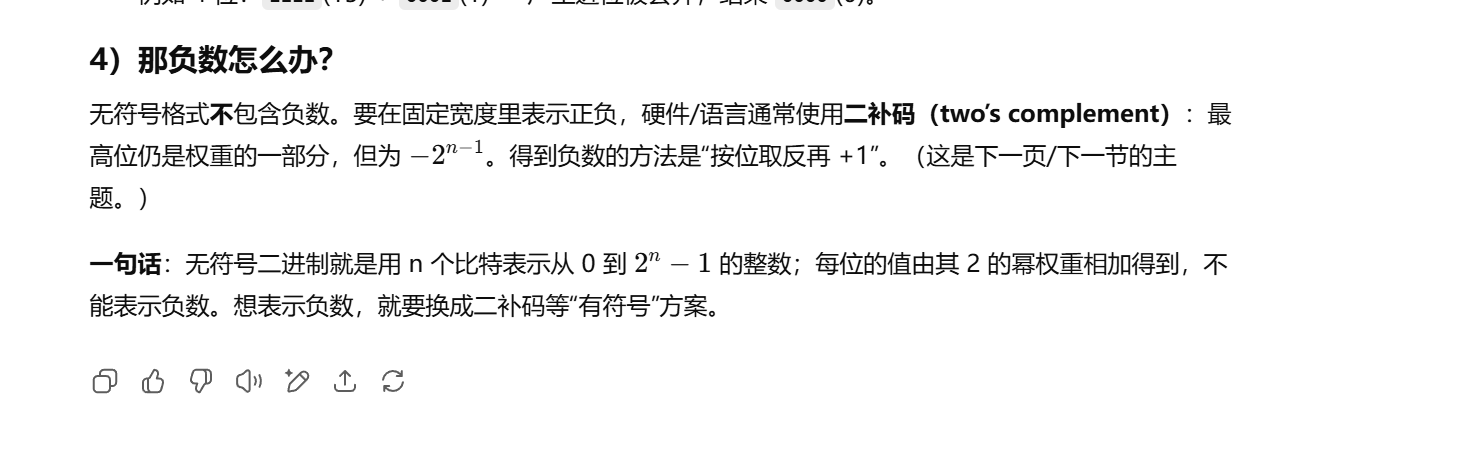 4）那负数怎么办？
无符号格式不包含负数。要在固定宽度里表示正负，硬件/语言通常使用二补码（two's complement）：最
高位仍是权重的一部分，但为 −2ⁿ⁻¹。得到负数的方法是“按位取反再 +1”。（这是下一页/下一节的主
题。）
一句话：无符号二进制就是用 n 个比特表示从 0 到 2ⁿ − 1 的整数；每位的值由其 2 的幂权重相加得到，不
能表示负数。想表示负数，就要换成二补码等“有符号”方案。